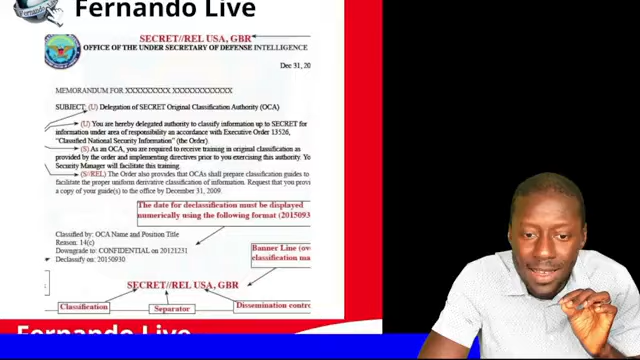 Fernando Live
SECRET//REL USA, GBR
OFFICE OF THE UNDER SECRETARY OF DEFENSE INTELLIGENCE
Dec 31, 20
MEMORANDUM FOR XXXXXXXXX XXXXXXXXXXXX
SUBJECT: (U) Delegation of SECRET Original Classification Authority (OCA)
(U) You are hereby delegated authority to classify information up to SECRET for
information under area of responsibility an accordance with Executive Order 13526,
"Classified National Security Information" (the Order)
(S) As an OCA, you are required to receive training in original classification as
provided by the order and implementing directives prior to you exercising this authority. Yo
Security Manager will facilitate this training.
(S//REL) The Order also provides that OCAs shall prepare classification guides to
facilitate the proper uniform derivative classification of information. Request that you provi
a copy of your guide(s) to the office by December 31, 2009.
The date for declassification must be displayed
numerically using the following format (2015093
Classified by: OCA Name and Position Title
Reason: 14(c)
Downgrade to: CONFIDENTIAL on 20121231
Declassify on: 20150930
Banner Line (ov
classification ma
SECRET//REL USA, GBR
Classification
Separator
Dissemination contro
Fernando Live